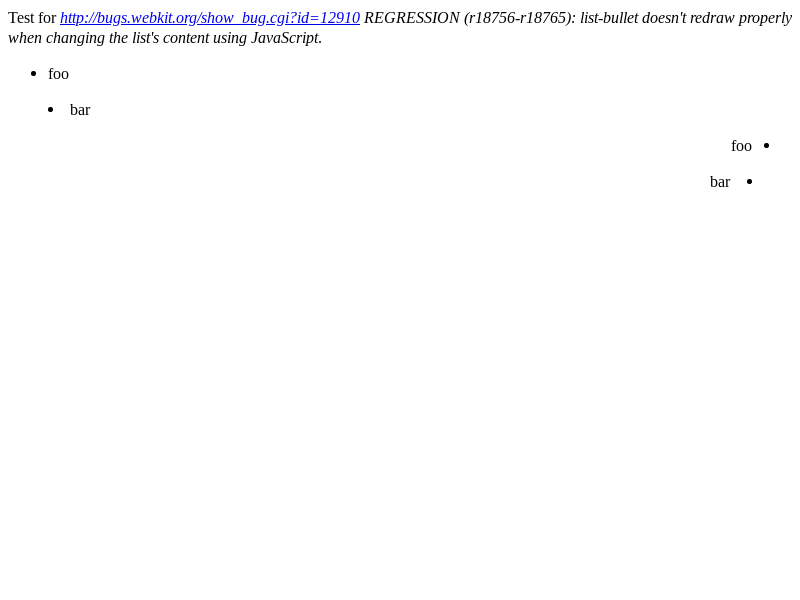 Test for http://bugs.webkit.org/show_bug.cgi?id=12910 REGRESSION (r18756-r18765): list-bullet doesn't redraw properly
when changing the list's content using JavaScript.
• foo
• bar
foo •
bar •